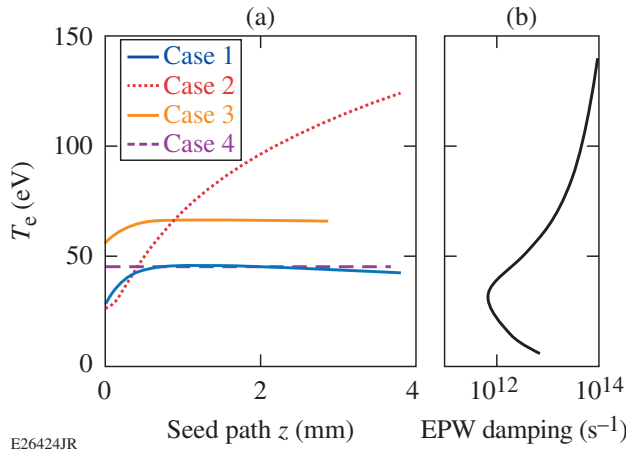 (a) (b)
150
100
50
0
T_e (eV)
Case 1
Case 2
Case 3
Case 4
0 2 4
10^12 10^14
Seed path z (mm) EPW damping (s^–1)
E26424JR